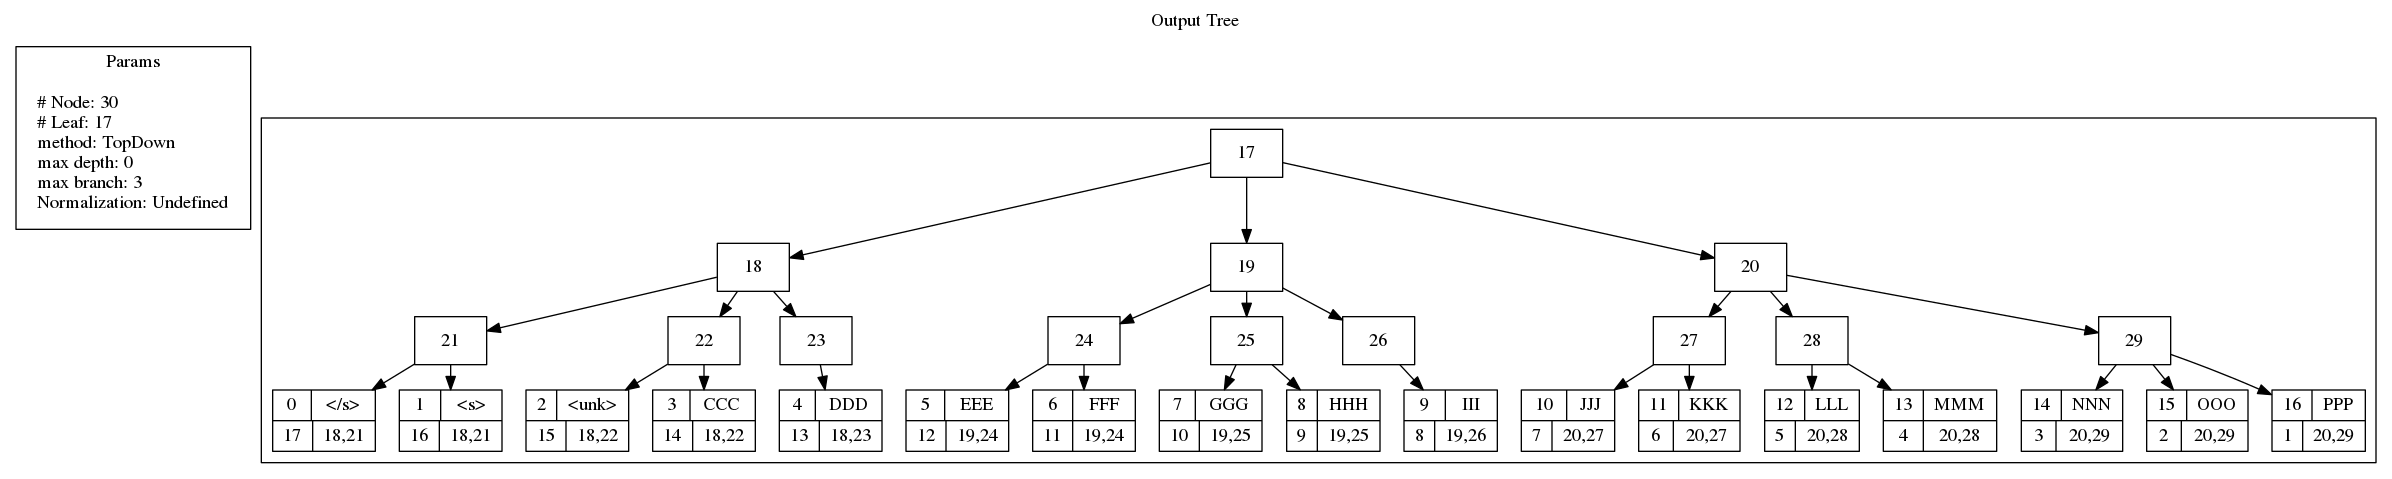 Output Tree
Params
# Node: 30
# Leaf: 17
method: TopDown
max depth: 0
max branch: 3
Normalization: Undefined
17
18 19 20
21 22 23 24 25 26 27 28 29
0 </s> 1 <s> 2 <unk> 3 CCC 4 DDD 5 EEE 6 FFF 7 GGG 8 HHH 9 III 10 JJJ 11 KKK 12 LLL 13 MMM 14 NNN 15 OOO 16 PPP
17 18,21 16 18,21 15 18,22 14 18,22 13 18,23 12 19,24 11 19,24 10 19,25 9 19,25 8 19,26 7 20,27 6 20,27 5 20,28 4 20,28 3 20,29 2 20,29 1 20,29